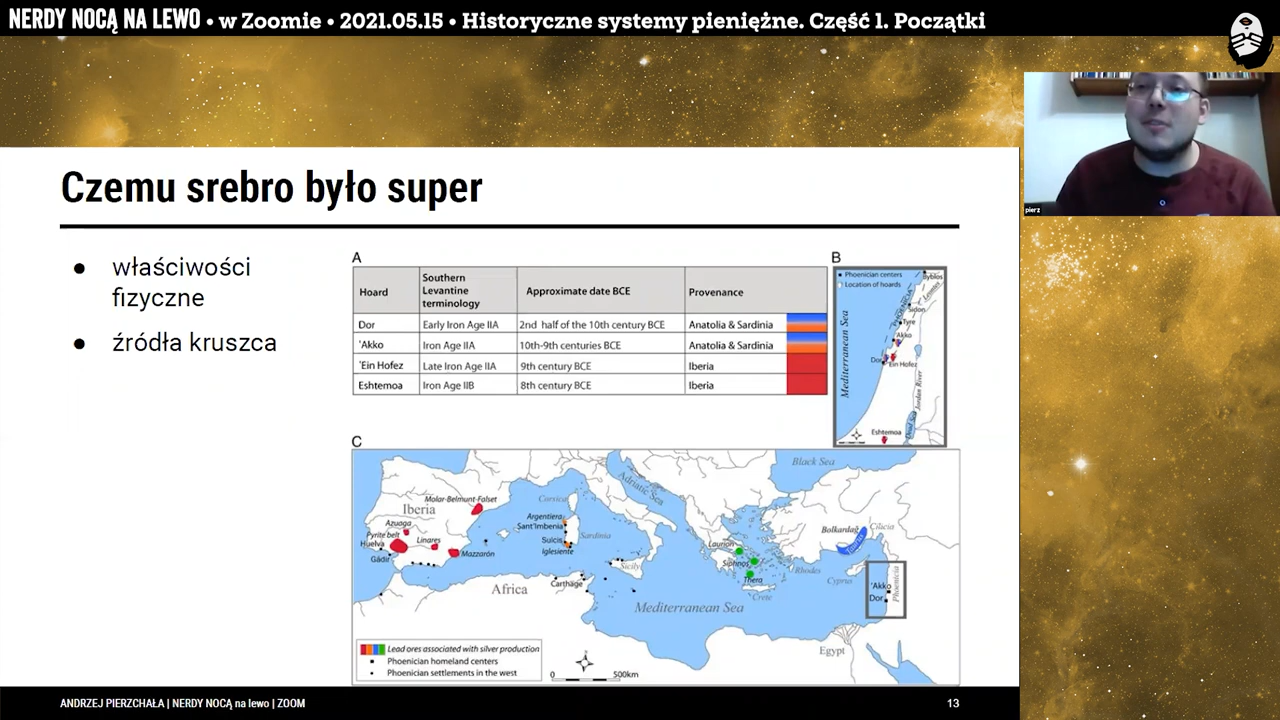 NERDY NOCĄ NA LEWO • w Zoomie • 2021.05.15 • Historyczne systemy pieniężne. Część 1. Początki
pierz
Czemu srebro było super
● właściwości
fizyczne
● źródła kruszca
A
Hoard Southern Levantine terminology Approximate date BCE Provenance
Dor Early Iron Age IIA 2nd half of the 10th century BCE Anatolia & Sardinia
'Akko Iron Age IIA 10th-9th centuries BCE Anatolia & Sardinia
'Ein Hofez Late Iron Age IIA 9th century BCE Iberia
Eshtemoa Iron Age IIB 8th century BCE Iberia
B
Phoenician centers
Location of hoards
Byblos
Sidon
Tyre
'Akko
Dor
'Ein Hofez
Mediterranean Sea
Jordan River
Dead Sea
Eshtemoa
C
Black Sea
Adriatic Sea
Molar-Belmunt-Falset
Iberia
Corsica
Argentiera
Sant'Imbenia
Azuaga
Pyrite belt
Huelva
Linares
Gádir
Mazzarón
Sulcis
Sardinia
Iglesiente
Sicily
Bolkardağ
Cilicia
Laurion
Siphnos
Thera
Rhodes
Crete
Cyprus
Africa
Carthage
Mediterranean Sea
'Akko
Dor
Phoenicia
Egypt
Lead ores associated with silver production
Phoenician homeland centers
Phoenician settlements in the west
0 500km
ANDRZEJ PIERZCHAŁA | NERDY NOCĄ na lewo | ZOOM
13